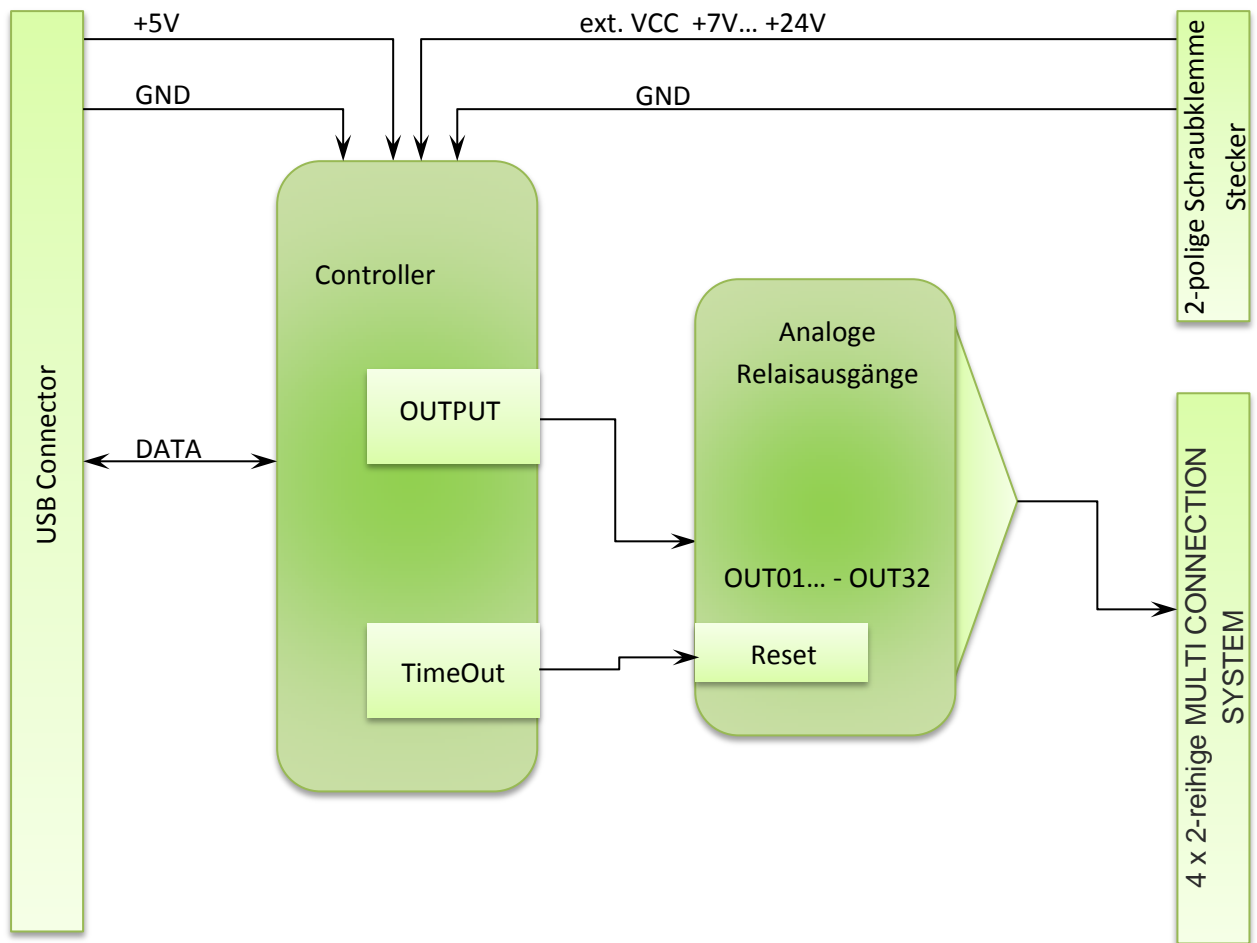 +5V
ext. VCC +7V... +24V
GND
GND
2-polige Schraubklemme
Stecker
Controller
Analoge
Relaisausgänge
USB Connector
OUTPUT
DATA
OUT01... - OUT32
TimeOut
Reset
4 x 2-reihige MULTI CONNECTION
SYSTEM